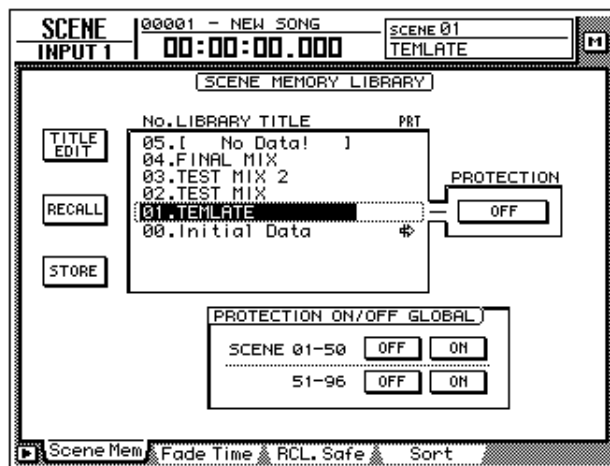 SCENE
INPUT 1
00001 - NEW SONG
00:00:00.000
SCENE 01
TEMLATE
M
SCENE MEMORY LIBRARY
No.LIBRARY TITLE PRT
TITLE EDIT
RECALL
STORE
05.[ No Data! ]
04.FINAL MIX
03.TEST MIX 2
02.TEST MIX
01.TEMLATE
00.Initial Data
PROTECTION
OFF
PROTECTION ON/OFF GLOBAL
SCENE 01-50 OFF ON
51-96 OFF ON
Scene Mem Fade Time RCL. Safe Sort